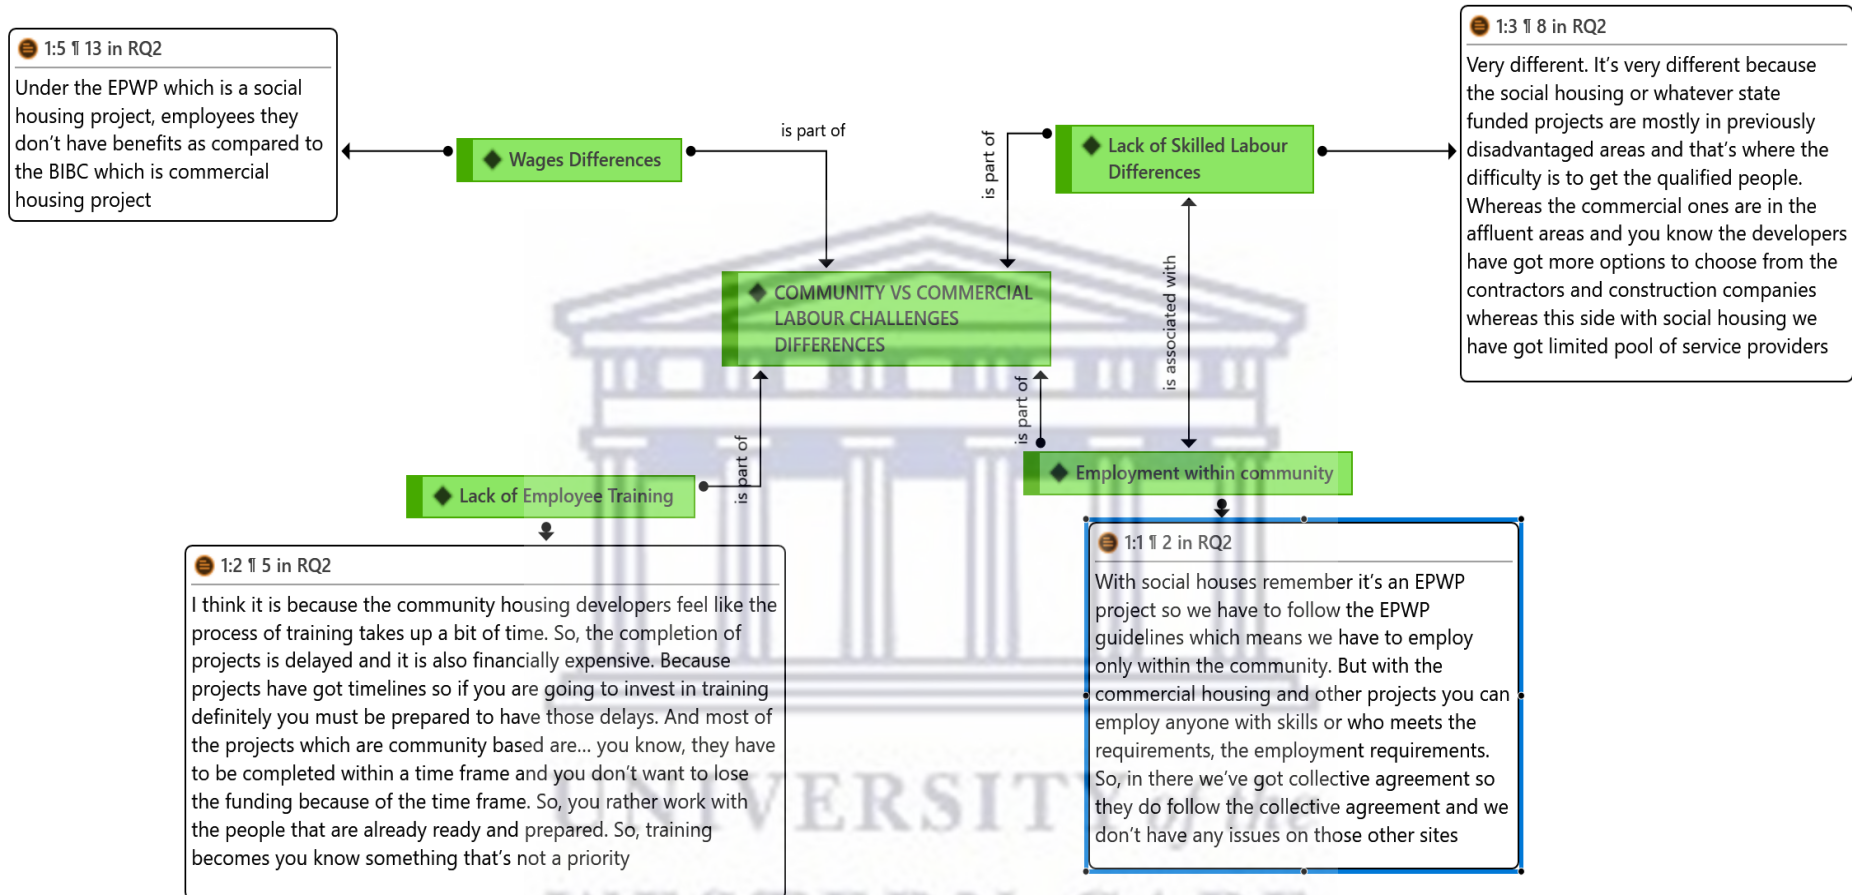 1:5 ¶ 13 in RQ2
Under the EPWP which is a social
housing project, employees they
don't have benefits as compared to
the BIBC which is commercial
housing project
Wages Differences
is part of
is part of
Lack of Skilled Labour
Differences
1:3 ¶ 8 in RQ2
Very different. It's very different because
the social housing or whatever state
funded projects are mostly in previously
disadvantaged areas and that's where the
difficulty is to get the qualified people.
Whereas the commercial ones are in the
affluent areas and you know the developers
have got more options to choose from the
contractors and construction companies
whereas this side with social housing we
have got limited pool of service providers
COMMUNITY VS COMMERCIAL
LABOUR CHALLENGES
DIFFERENCES
is associated with
is part of
is part of
Lack of Employee Training
Employment within community
1:2 ¶ 5 in RQ2
I think it is because the community housing developers feel like the
process of training takes up a bit of time. So, the completion of
projects is delayed and it is also financially expensive. Because
projects have got timelines so if you are going to invest in training
definitely you must be prepared to have those delays. And most of
the projects which are community based are... you know, they have
to be completed within a time frame and you don't want to lose
the funding because of the time frame. So, you rather work with
the people that are already ready and prepared. So, training
becomes you know something that's not a priority
1:1 ¶ 2 in RQ2
With social houses remember it's an EPWP
project so we have to follow the EPWP
guidelines which means we have to employ
only within the community. But with the
commercial housing and other projects you can
employ anyone with skills or who meets the
requirements, the employment requirements.
So, in there we've got collective agreement so
they do follow the collective agreement and we
don't have any issues on those other sites
UNIVERSITY of the